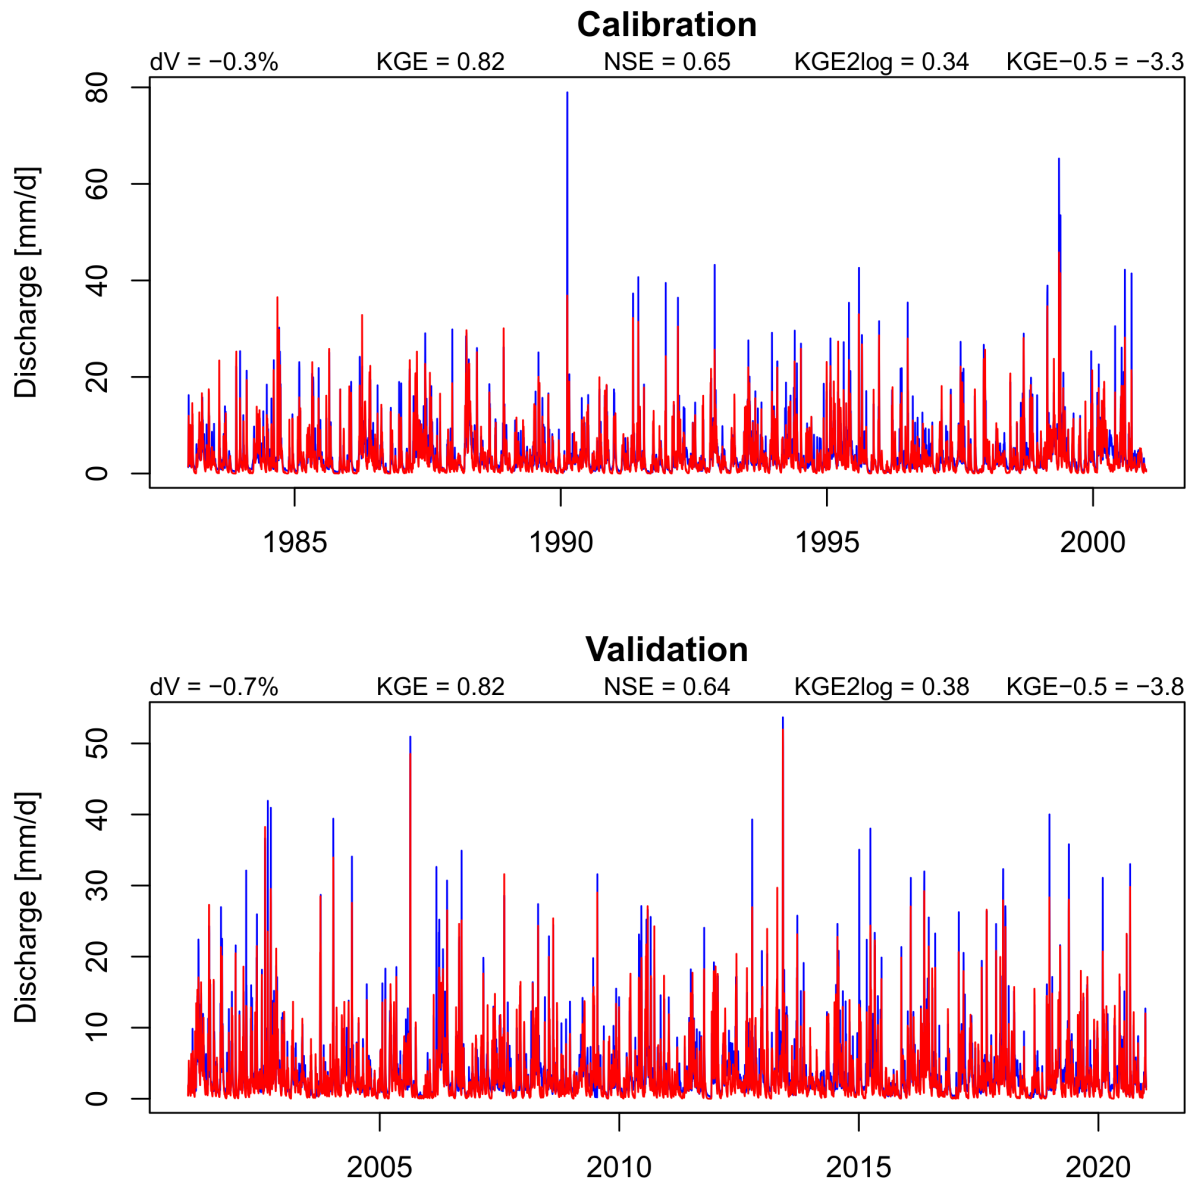 Calibration
dV = −0.3% KGE = 0.82 NSE = 0.65 KGE2log = 0.34 KGE−0.5 = −3.3
Discharge [mm/d]
80
60
40
20
0
1985 1990 1995 2000
Validation
dV = −0.7% KGE = 0.82 NSE = 0.64 KGE2log = 0.38 KGE−0.5 = −3.8
Discharge [mm/d]
50
40
30
20
10
0
2005 2010 2015 2020